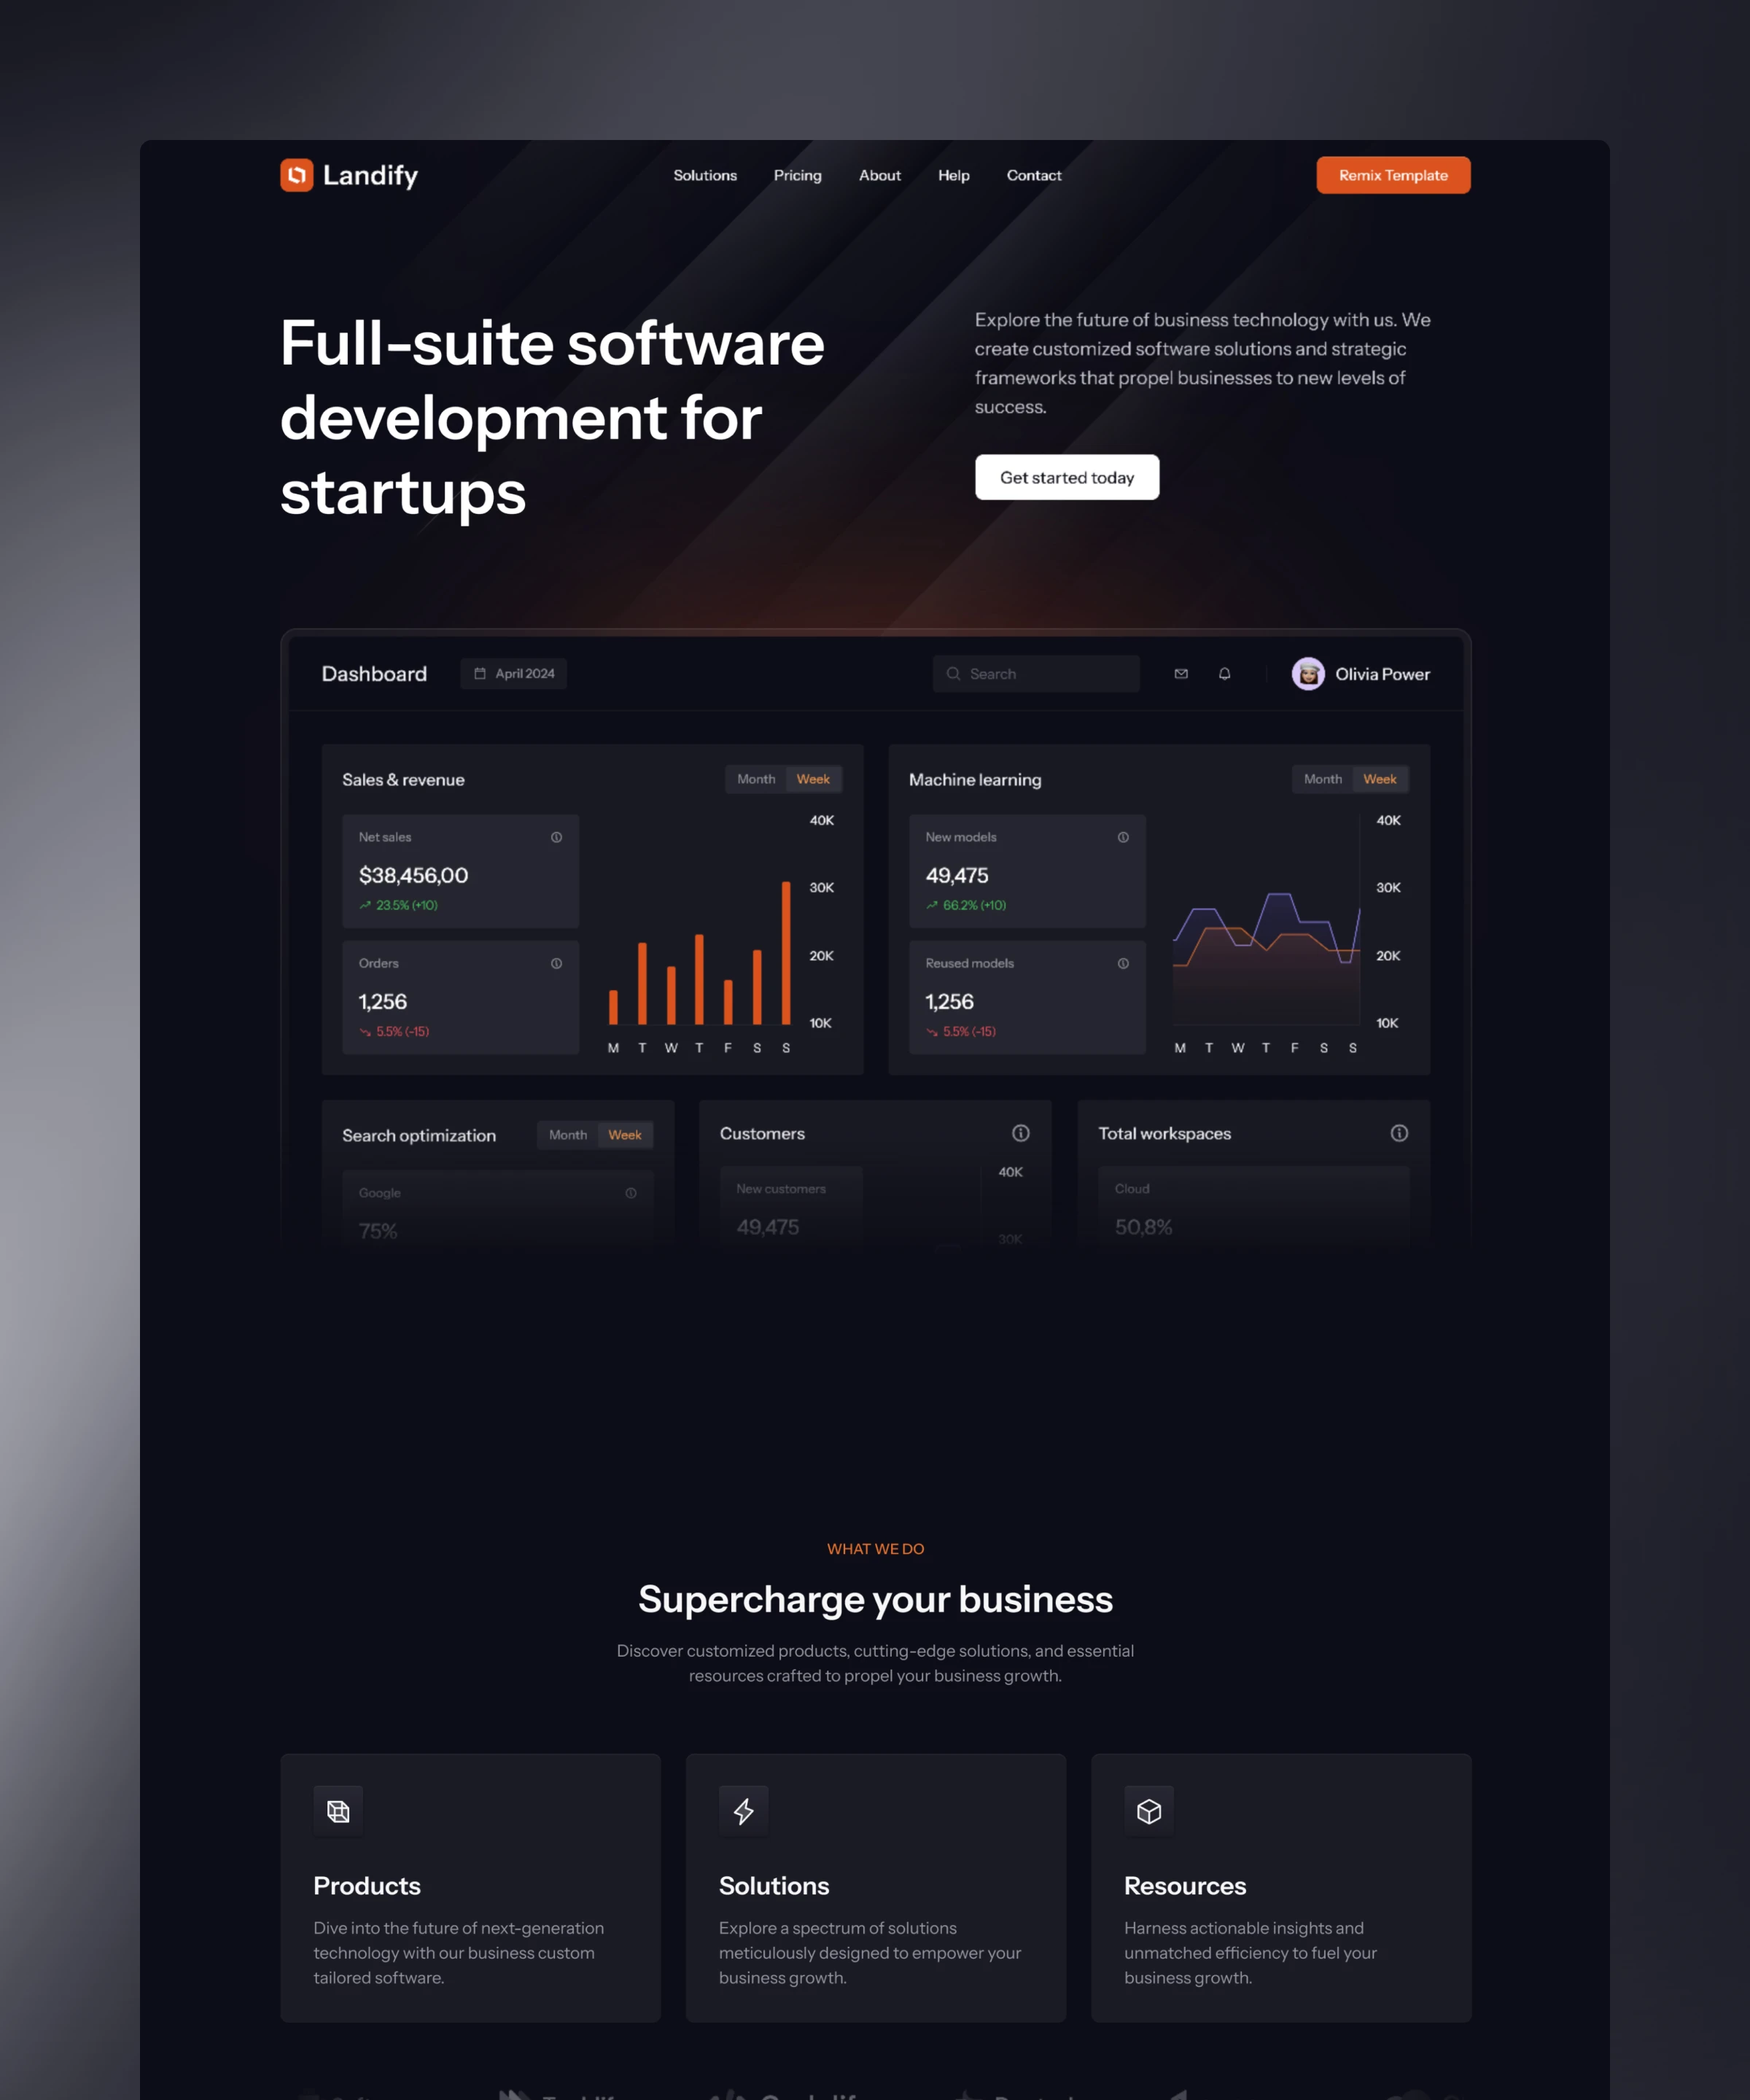 Landify
Solutions Pricing About Help Contact
Remix Template
Full-suite software
development for
startups
Explore the future of business technology with us. We
create customized software solutions and strategic
frameworks that propel businesses to new levels of
success.
Get started today
Dashboard
April 2024
Search
Olivia Power
Sales & revenue
Month Week
Net sales
$38,456,00
23.5% (+10)
Orders
1,256
5.5% (-15)
40K
30K
20K
10K
M T W T F S S
Machine learning
Month Week
New models
49,475
66.2% (+10)
Reused models
1,256
5.5% (-15)
40K
30K
20K
10K
M T W T F S S
Search optimization
Month Week
Google
75%
Customers
New customers
49,475
40K
30K
Total workspaces
Cloud
50,8%
WHAT WE DO
Supercharge your business
Discover customized products, cutting-edge solutions, and essential
resources crafted to propel your business growth.
Products
Dive into the future of next-generation
technology with our business custom
tailored software.
Solutions
Explore a spectrum of solutions
meticulously designed to empower your
business growth.
Resources
Harness actionable insights and
unmatched efficiency to fuel your
business growth.